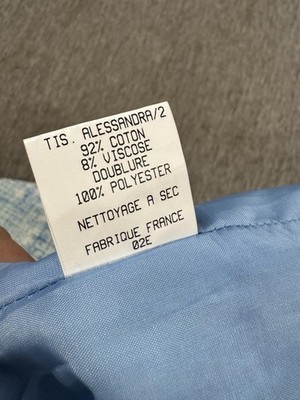 TIS. ALESSANDRA/2
92% COTON
8% VISCOSE
DOUBLURE
100% POLYESTER
NETTOYAGE A SEC
FABRIQUE FRANCE
02E